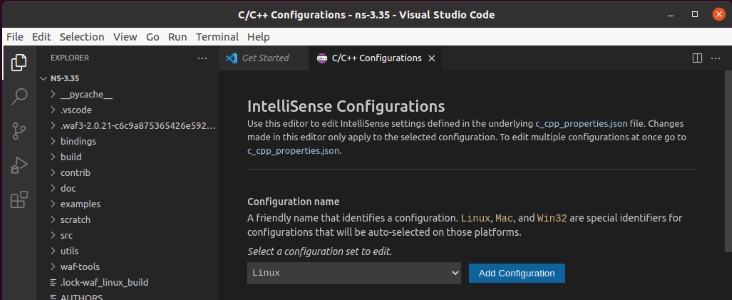 C/C++ Configurations - ns-3.35 - Visual Studio Code
File Edit Selection View Go Run Terminal Help
EXPLORER
Get Started
C/C++ Configurations
NS-3.35
__pycache__
.vscode
.waf3-2.0.21-c6c9a875365426e592...
bindings
build
contrib
doc
examples
scratch
src
utils
waf-tools
.lock-waf_linux_build
AUTHORS
IntelliSense Configurations
Use this editor to edit IntelliSense settings defined in the underlying c_cpp_properties.json file. Changes
made in this editor only apply to the selected configuration. To edit multiple configurations at once go to
c_cpp_properties.json.
Configuration name
A friendly name that identifies a configuration. Linux, Mac, and Win32 are special identifiers for
configurations that will be auto-selected on those platforms.
Select a configuration set to edit.
Linux
Add Configuration